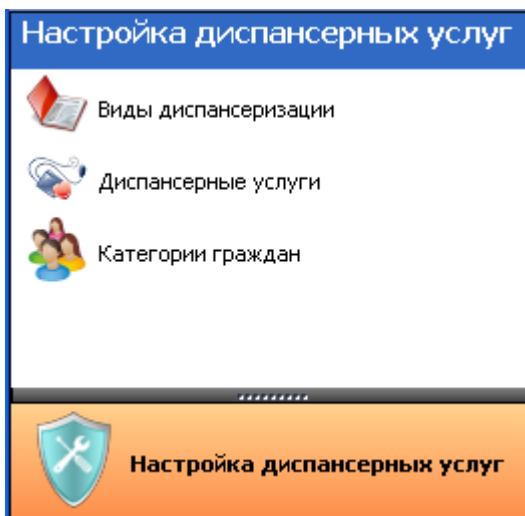 Настройка диспансерных услуг
Виды диспансеризации
Диспансерные услуги
Категории граждан
Настройка диспансерных услуг